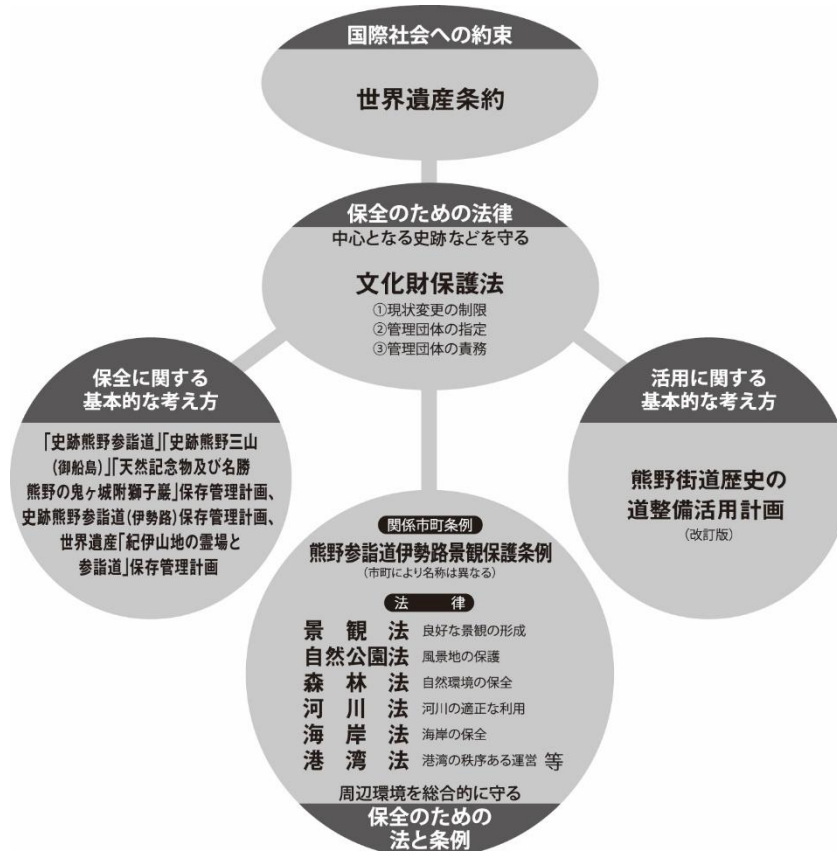 国際社会への約束
世界遺産条約
保全のための法律
中心となる史跡などを守る
文化財保護法
①現状変更の制限
②管理団体の指定
③管理団体の責務
保全に関する
基本的な考え方
「史跡熊野参詣道」「史跡熊野三山
(御船島)」「天然記念物及び名勝
熊野の鬼ヶ城附獅子巖」保存管理計画、
史跡熊野参詣道(伊勢路)保存管理計画、
世界遺産「紀伊山地の霊場と
参詣道」保存管理計画
活用に関する
基本的な考え方
熊野街道歴史の
道整備活用計画
(改訂版)
関係市町条例
熊野参詣道伊勢路景観保護条例
(市町により名称は異なる)
法 律
景観法 良好な景観の形成
自然公園法 風景地の保護
森林法 自然環境の保全
河川法 河川の適正な利用
海岸法 海岸の保全
港湾法 港湾の秩序ある運営 等
周辺環境を総合的に守る
保全のための
法と条例